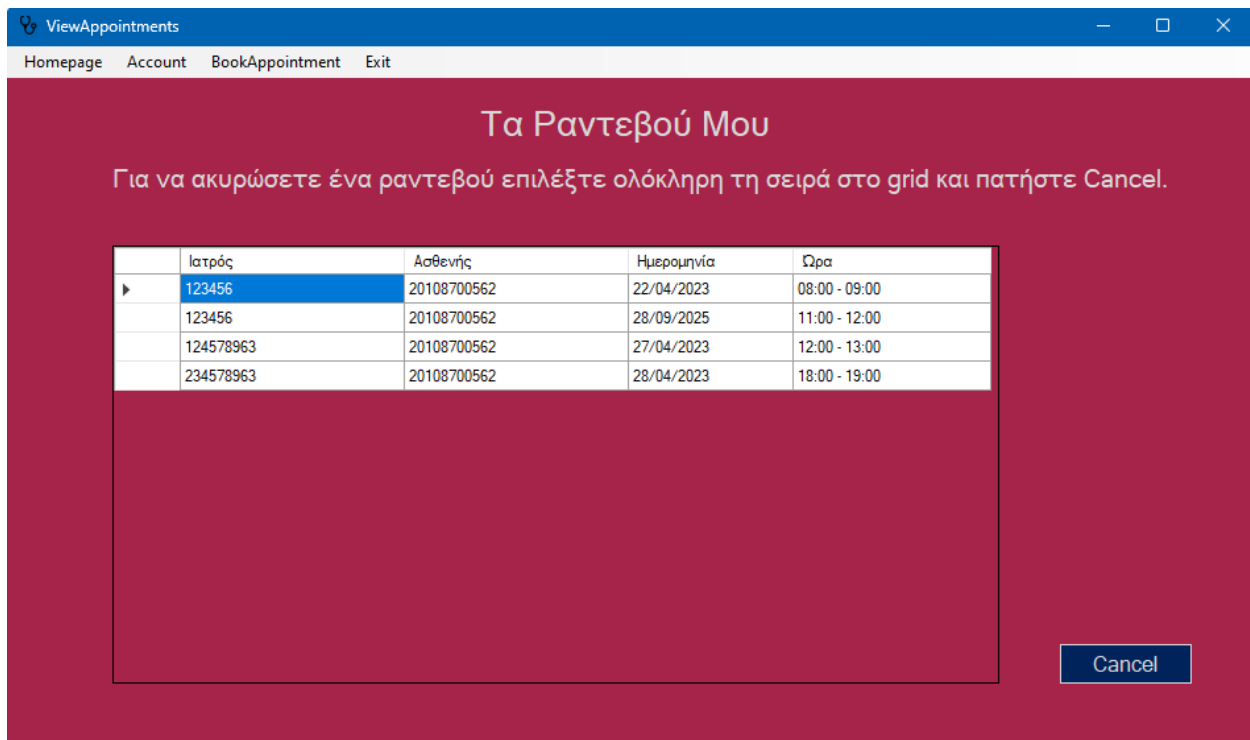 ViewAppointments
Homepage Account BookAppointment Exit
Τα Ραντεβού Μου
Για να ακυρώσετε ένα ραντεβού επιλέξτε ολόκληρη τη σειρά στο grid και πατήστε Cancel.
Ιατρός Ασθενής Ημερομηνία Ώρα
123456 20108700562 22/04/2023 08:00 - 09:00
123456 20108700562 28/09/2025 11:00 - 12:00
124578963 20108700562 27/04/2023 12:00 - 13:00
234578963 20108700562 28/04/2023 18:00 - 19:00
Cancel